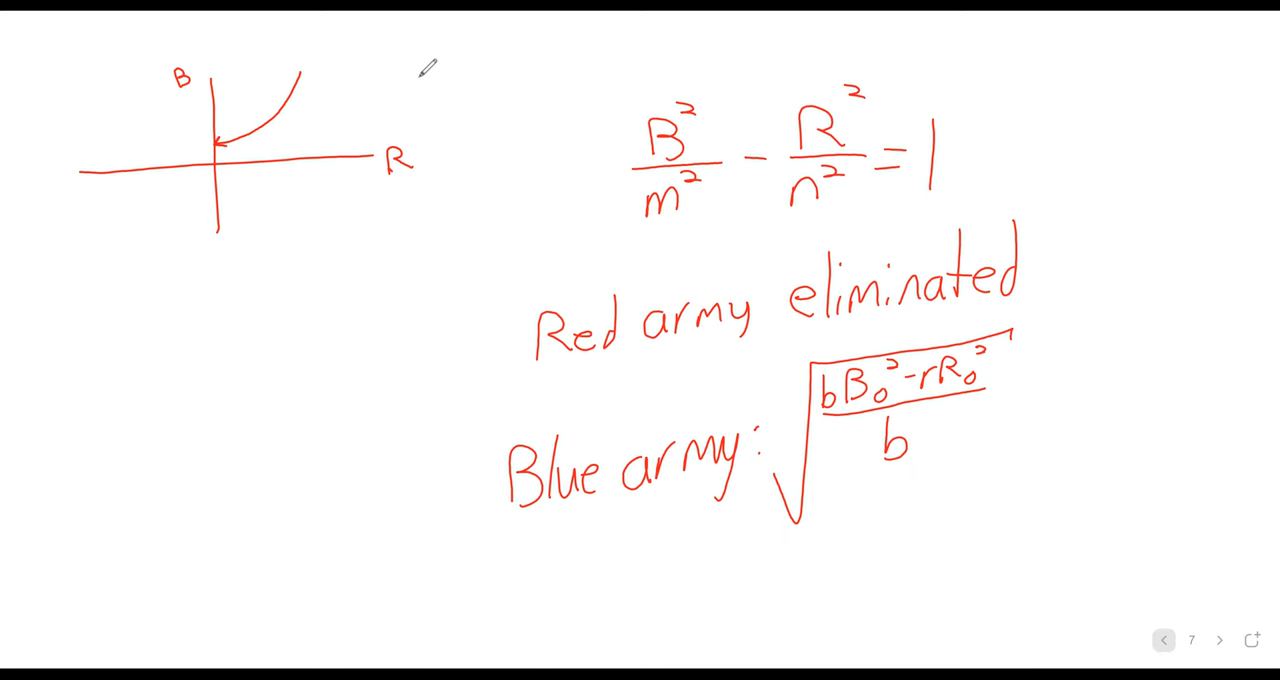 B
R
B²/m² - R²/n² = 1
Red army eliminated
Blue army: √((bB₀² - rR₀²)/b)
7